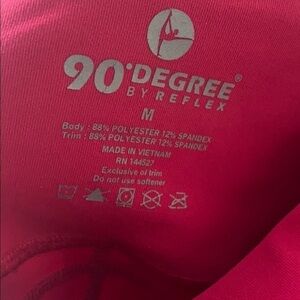 90°DEGREE®
BY REFLEX
M
Body : 88% POLYESTER 12% SPANDEX
Trim : 88% POLYESTER 12% SPANDEX
MADE IN VIETNAM
RN 144527
Exclusive of trim
Do not use softener